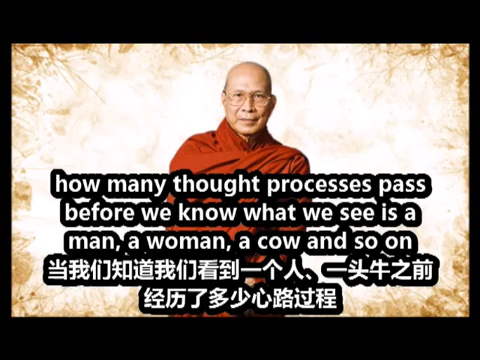 how many thought processes pass
before we know what we see is a
man, a woman, a cow and so on
当我们知道我们看到一个人、一头牛之前
经历了多少心路过程